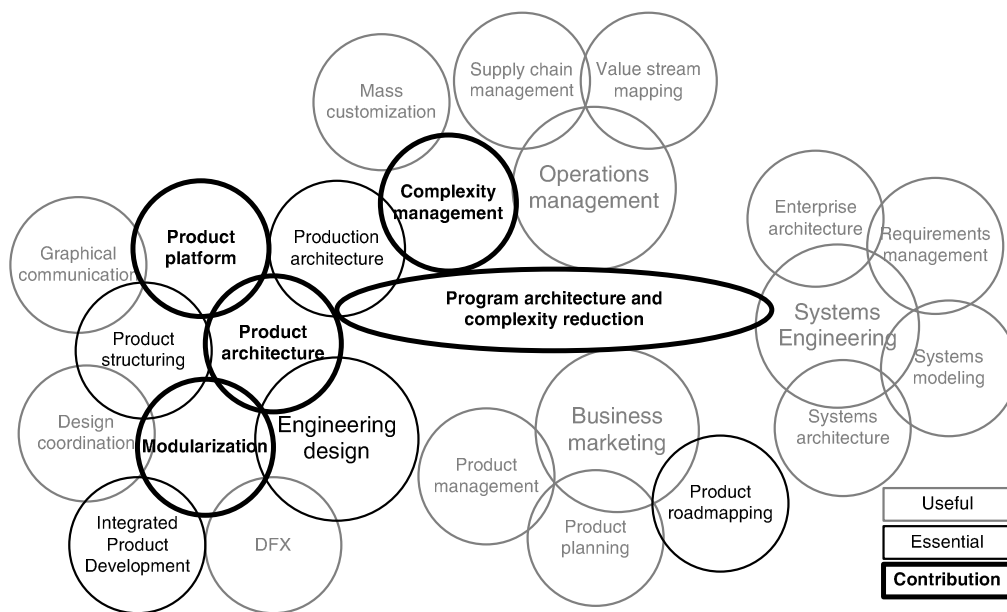 Mass
customization
Supply chain
management
Value stream
mapping
Complexity
management
Operations
management
Enterprise
architecture
Requirements
management
Graphical
communication
Product
platform
Production
architecture
Program architecture and
complexity reduction
Systems
Engineering
Product
structuring
Product
architecture
Systems
modeling
Design
coordination
Modularization
Engineering
design
Business
marketing
Systems
architecture
Product
management
Product
roadmapping
Integrated
Product
Development
DFX
Product
planning
Useful
Essential
Contribution